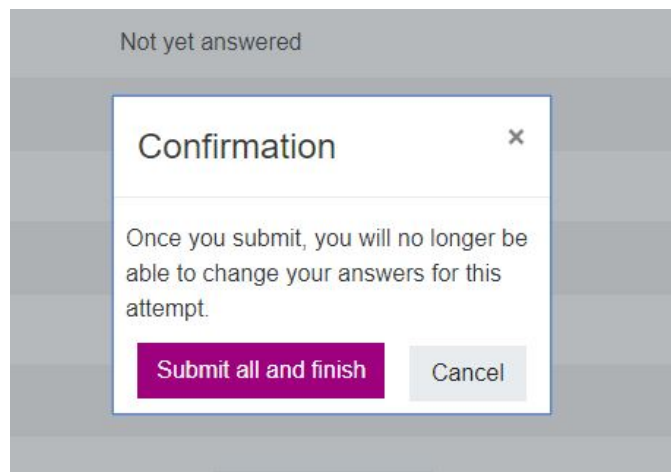 Not yet answered
Confirmation ×
Once you submit, you will no longer be
able to change your answers for this
attempt.
Submit all and finish Cancel